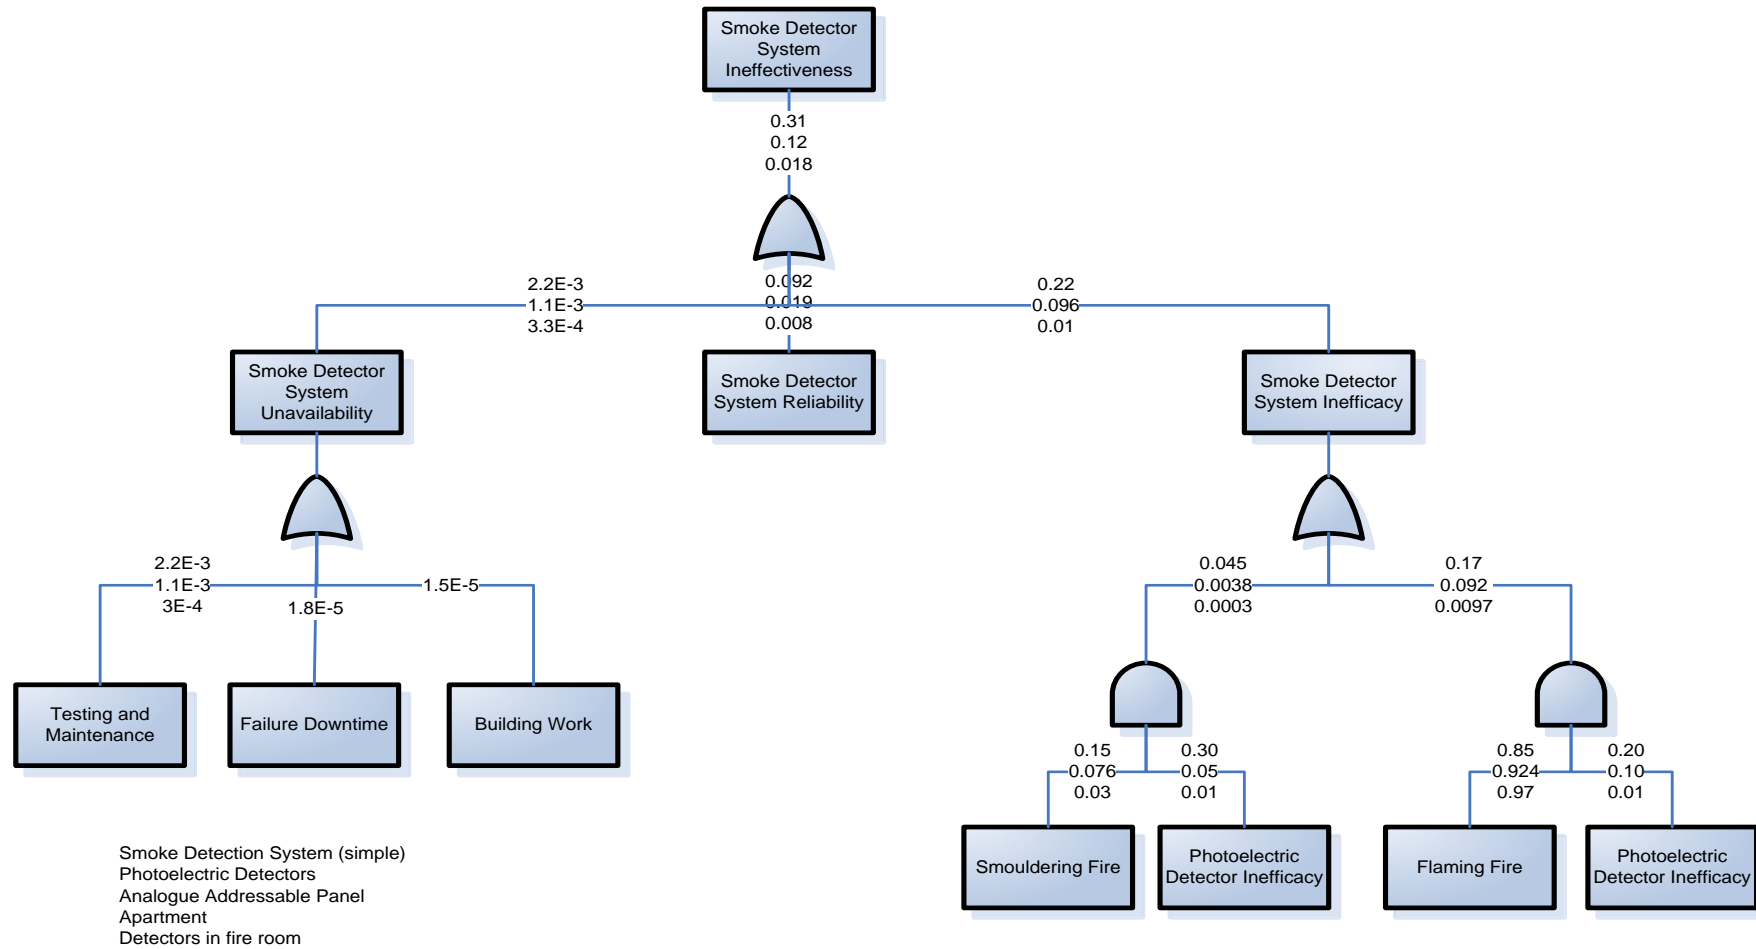 Smoke Detector
System
Ineffectiveness
0.31
0.12
0.018
2.2E-3
1.1E-3
3.3E-4
0.092
0.019
0.008
0.22
0.096
0.01
Smoke Detector
System
Unavailability
Smoke Detector
System Reliability
Smoke Detector
System Inefficacy
2.2E-3
1.1E-3
3E-4
1.8E-5
1.5E-5
0.045
0.0038
0.0003
0.17
0.092
0.0097
Testing and
Maintenance
Failure Downtime
Building Work
0.15
0.076
0.03
0.30
0.05
0.01
0.85
0.924
0.97
0.20
0.10
0.01
Smouldering Fire
Photoelectric
Detector Inefficacy
Flaming Fire
Photoelectric
Detector Inefficacy
Smoke Detection System (simple)
Photoelectric Detectors
Analogue Addressable Panel
Apartment
Detectors in fire room